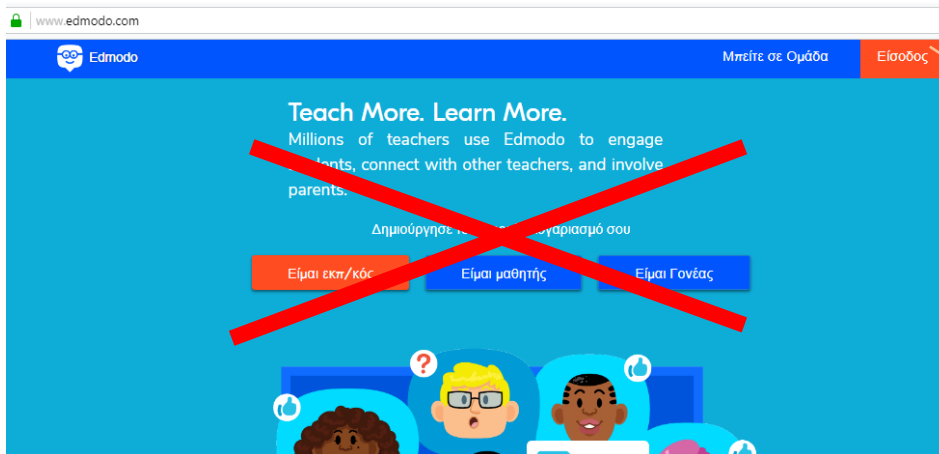 www.edmodo.com
Edmodo
Μπείτε σε Ομάδα
Είσοδος
Teach More. Learn More.
Millions of teachers use Edmodo to engage
connect with other teachers, and involve
parents.
σου
Είμαι εκπ/κός
Είμαι μαθητής
Είμαι Γονέας
?